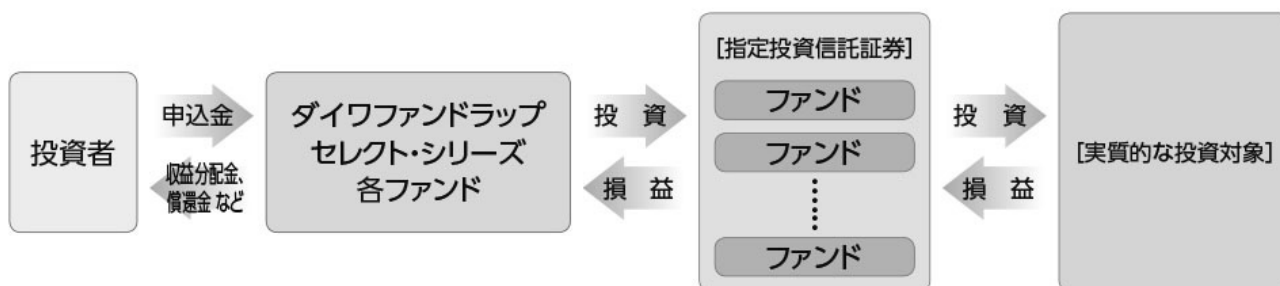 投資者
申込金
収益分配金、
償還金 など
ダイワファンドラップ
セレクト・シリーズ
各ファンド
投 資
損 益
[指定投資信託証券]
ファンド
ファンド
ファンド
投 資
損 益
[実質的な投資対象]